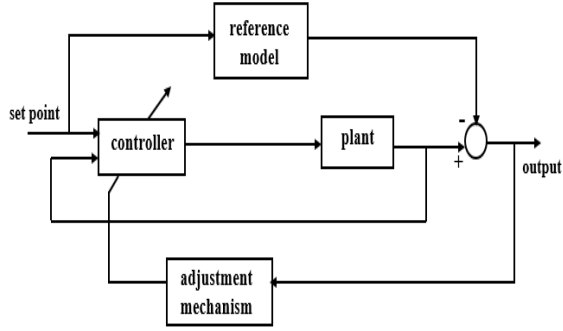 reference
model
set point
controller
plant
-
+
output
adjustment
mechanism